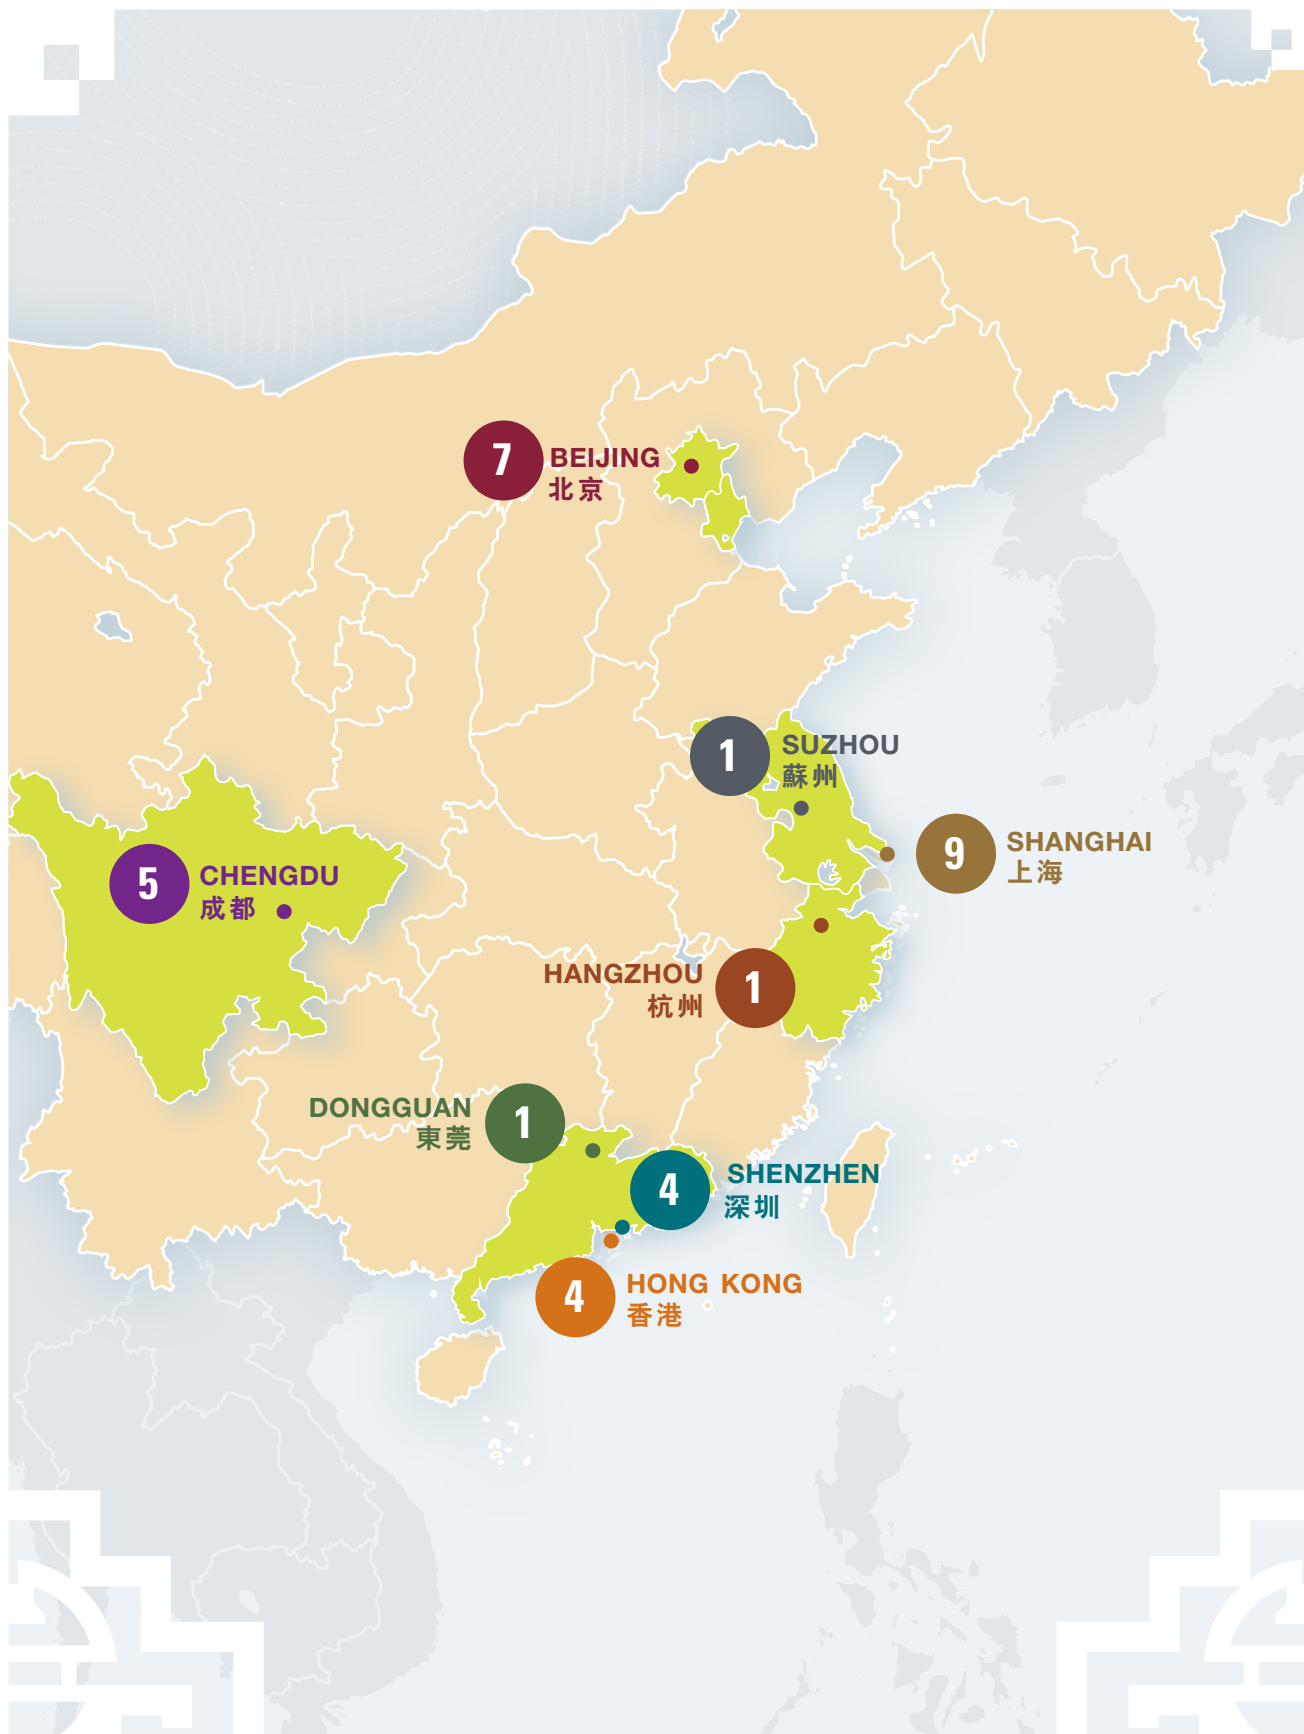 7
BEIJING
北京
1
SUZHOU
蘇州
9
SHANGHAI
上海
5
CHENGDU
成都
HANGZHOU
杭州
1
DONGGUAN
東莞
1
4
SHENZHEN
深圳
4
HONG KONG
香港